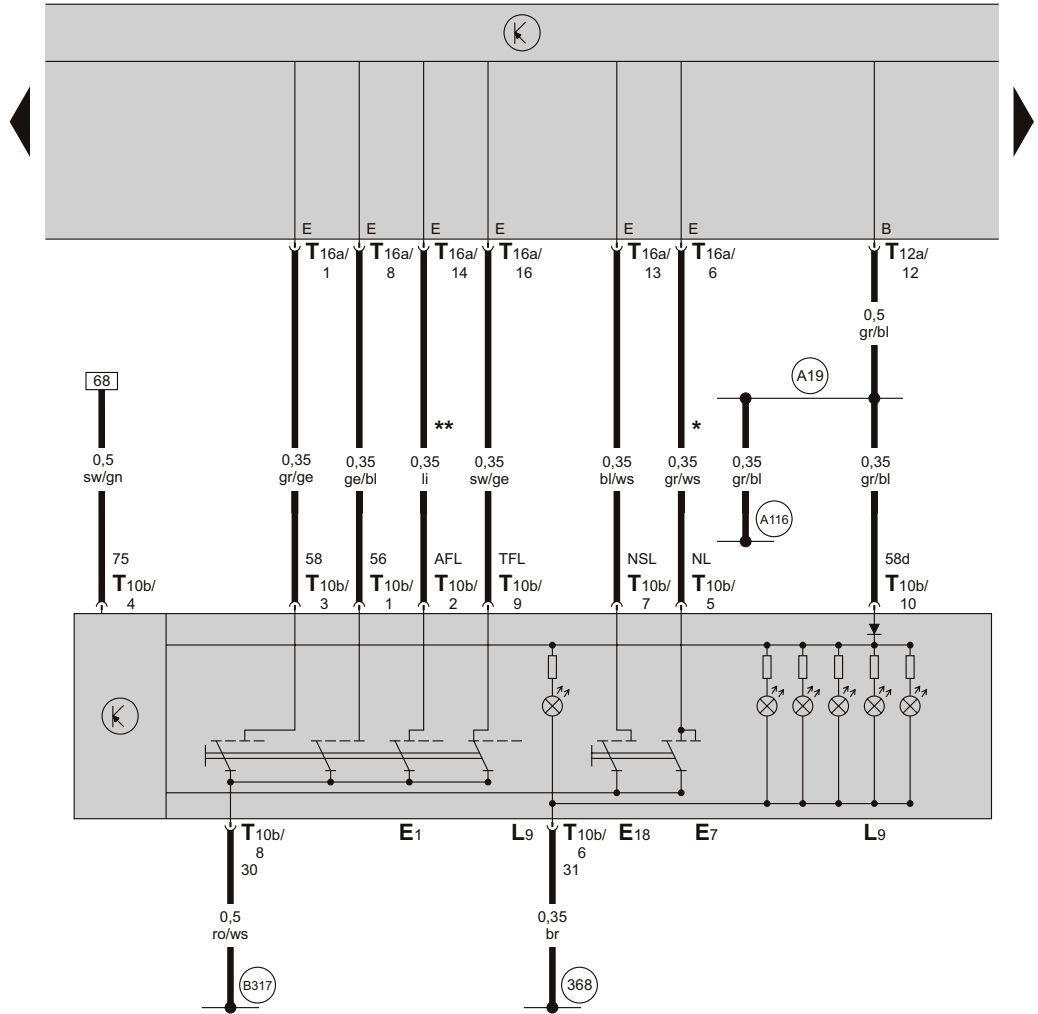 E E E E E E B
T16a/ T16a/ T16a/ T16a/ T16a/ T16a/ T12a/
1 8 14 16 13 6 12
0,5
gr/bl
A19
68
** *
0,5 0,35 0,35 0,35 0,35 0,35 0,35 0,35 0,35
sw/gn gr/ge ge/bl li sw/ge bl/ws gr/ws gr/bl gr/bl
A116
75 58 56 AFL TFL NSL NL 58d
T10b/ T10b/ T10b/ T10b/ T10b/ T10b/ T10b/ T10b/
4 3 1 2 9 7 5 10
T10b/ E1 L9 T10b/ E18 E7 L9
8 6
30 31
0,5 0,35
ro/ws br
B317 368